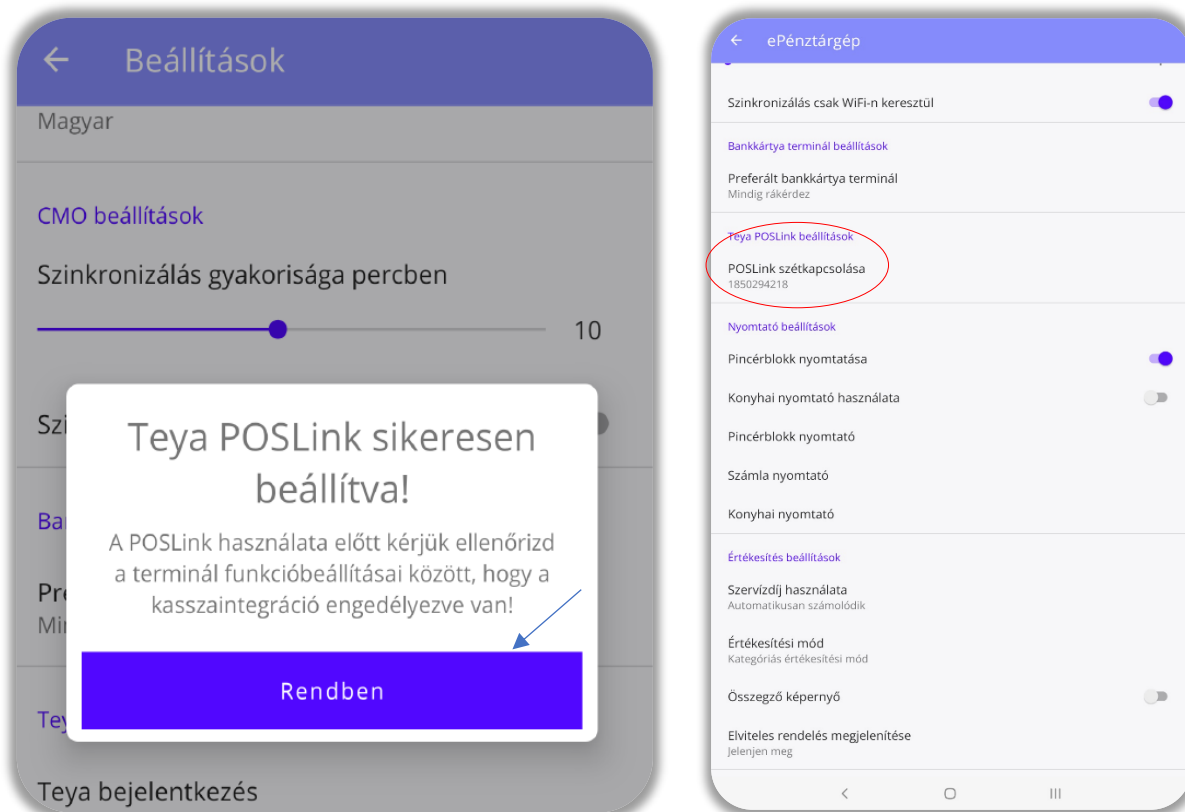 Beállítások
Magyar
CMO beállítások
Szinkronizálás gyakorisága percben
10
Szi
Teya POSLink sikeresen
beállítva!
Ba
A POSLink használata előtt kérjük ellenőrizd
a terminál funkcióbeállításai között, hogy a
kasszaintegráció engedélyezve van!
Pre
Min
Rendben
Tey
Teya bejelentkezés
ePénztárgép
Szinkronizálás csak WiFi-n keresztül
Bankkártya terminál beállítások
Preferált bankkártya terminál
Mindig rákérdez
Teya POSLink beállítások
POSLink szétkapcsolása
1850294218
Nyomtató beállítások
Pincérblokk nyomtatása
Konyhai nyomtató használata
Pincérblokk nyomtató
Számla nyomtató
Konyhai nyomtató
Értékesítés beállítások
Szervízdíj használata
Automatikusan számolódik
Értékesítési mód
Kategóriás értékesítési mód
Összegző képernyő
Elviteles rendelés megjelenítése
Jelenjen meg